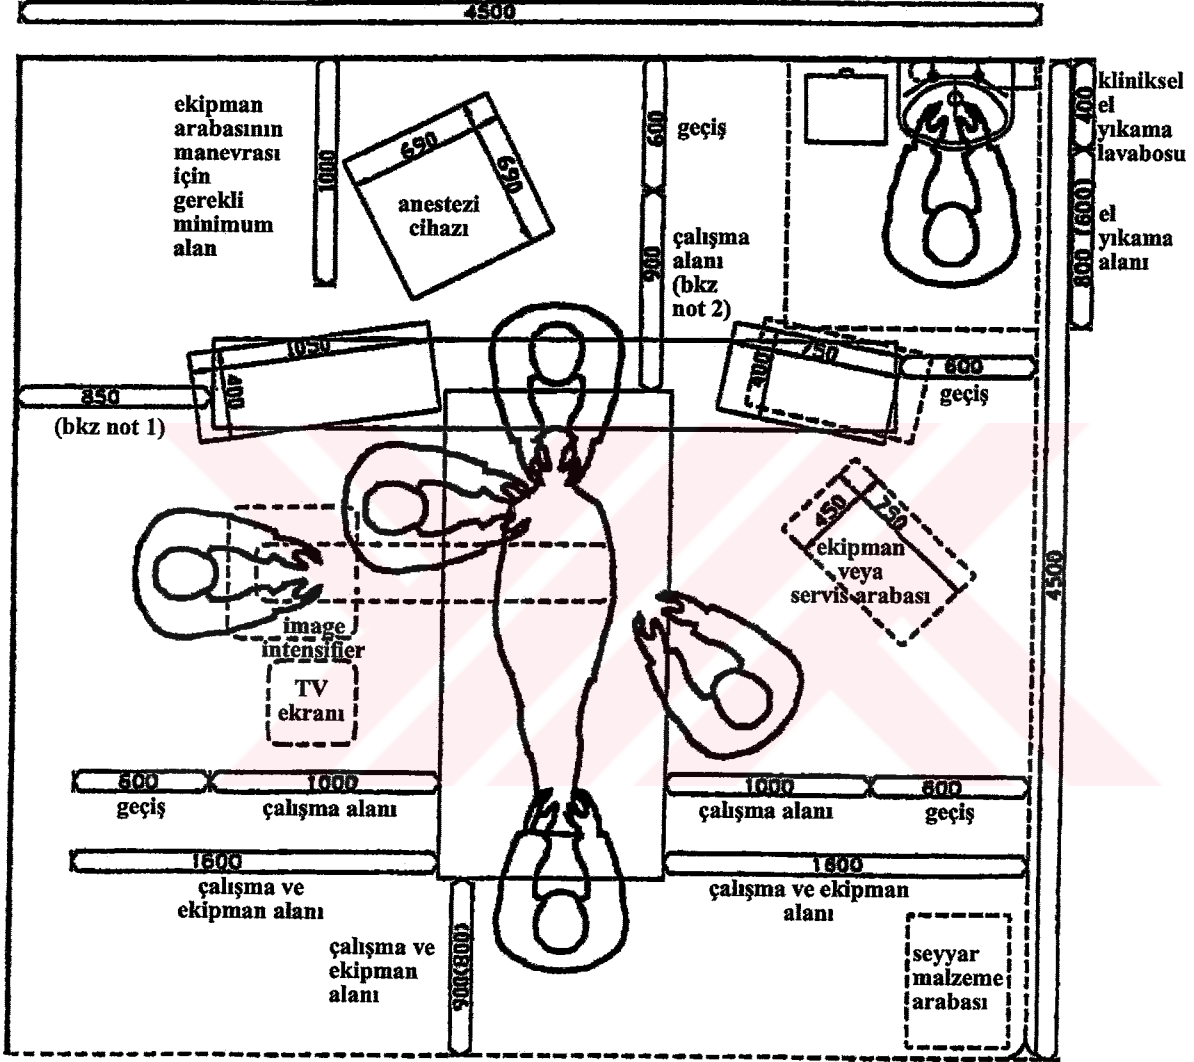 4500
ekipman
arabasının
manevrası
için
gerekli
minimum
alan
1000
690
690
anestezi
cihazı
600
geçiş
900
çalışma
alanı
(bkz
not 2)
400
kliniksel
el
yıkama
lavabosu
800 (600)
el
yıkama
alanı
1050
400
850
(bkz not 1)
750
400
600
geçiş
450
750
ekipman
veya
servis arabası
4500
image
intensifier
TV
ekranı
600
geçiş
1000
çalışma alanı
1000
çalışma alanı
600
geçiş
1600
çalışma ve
ekipman alanı
1600
çalışma ve ekipman
alanı
çalışma ve
ekipman
alanı
900(800)
seyyar
malzeme
arabası